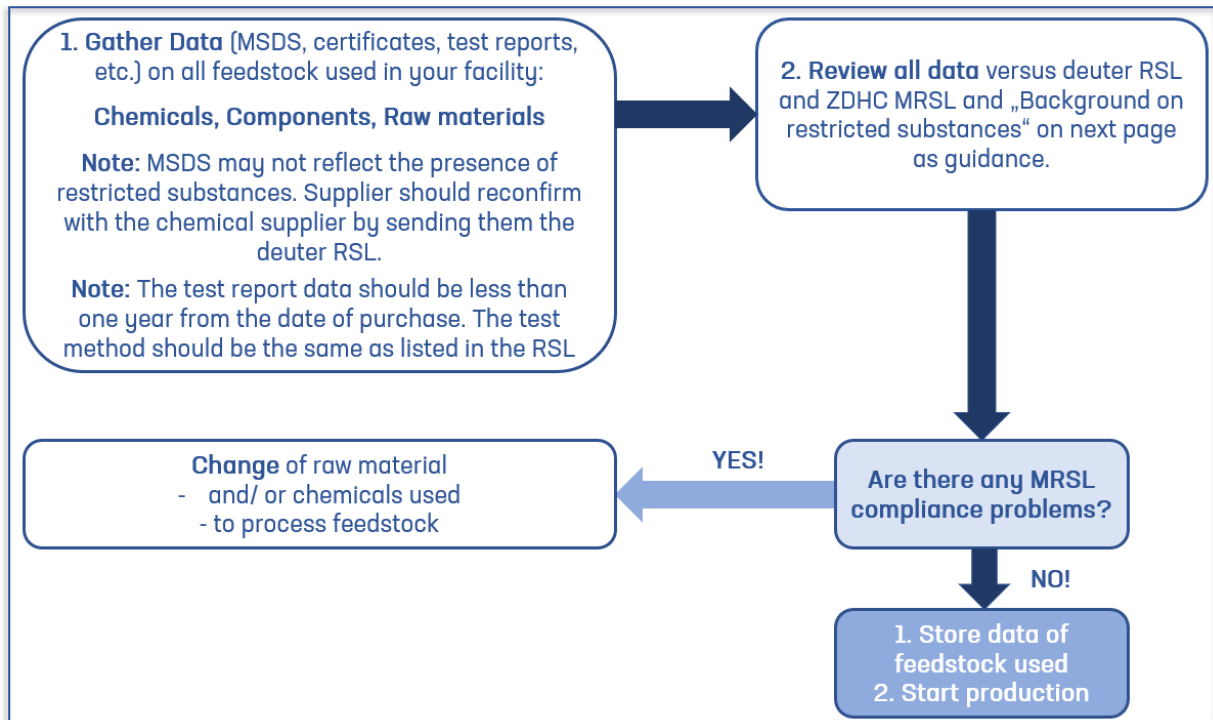 1. Gather Data (MSDS, certificates, test reports,
etc.) on all feedstock used in your facility:
Chemicals, Components, Raw materials
Note: MSDS may not reflect the presence of
restricted substances. Supplier should reconfirm
with the chemical supplier by sending them the
deuter RSL.
Note: The test report data should be less than
one year from the date of purchase. The test
method should be the same as listed in the RSL
2. Review all data versus deuter RSL
and ZDHC MRSL and „Background on
restricted substances“ on next page
as guidance.
Are there any MRSL
compliance problems?
YES!
Change of raw material
- and/ or chemicals used
- to process feedstock
NO!
1. Store data of
feedstock used
2. Start production